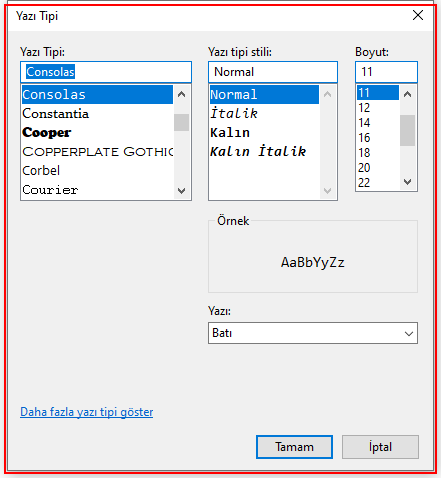 Yazı Tipi
Yazı Tipi:
Consolas
Consolas
Constantia
Cooper
COPPERPLATE GOTHIC
Corbel
Courier
Yazı tipi stili:
Normal
Normal
İtalik
Kalın
Kalın İtalik
Boyut:
11
11
12
14
16
18
20
22
Örnek
AaBbYyZz
Yazı:
Batı
Daha fazla yazı tipi göster
Tamam
İptal